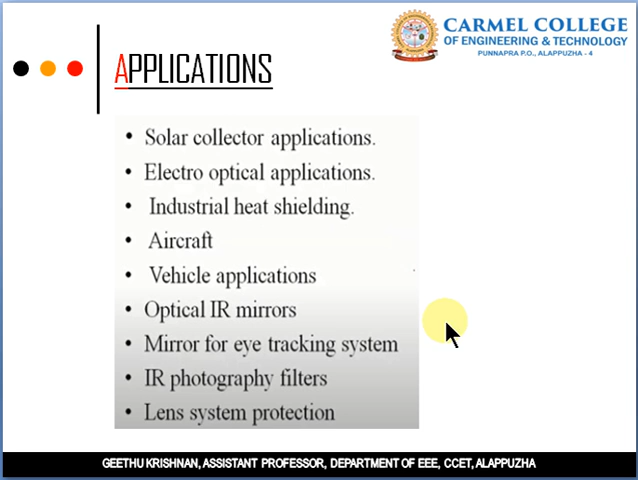 CARMEL COLLEGE
OF ENGINEERING & TECHNOLOGY
PUNNAPRA P.O., ALAPPUZHA - 4
APPLICATIONS
• Solar collector applications.
• Electro optical applications.
• Industrial heat shielding.
• Aircraft
• Vehicle applications
• Optical IR mirrors
• Mirror for eye tracking system
• IR photography filters
• Lens system protection
GEETHU KRISHNAN, ASSISTANT PROFESSOR, DEPARTMENT OF EEE, CCET, ALAPPUZHA